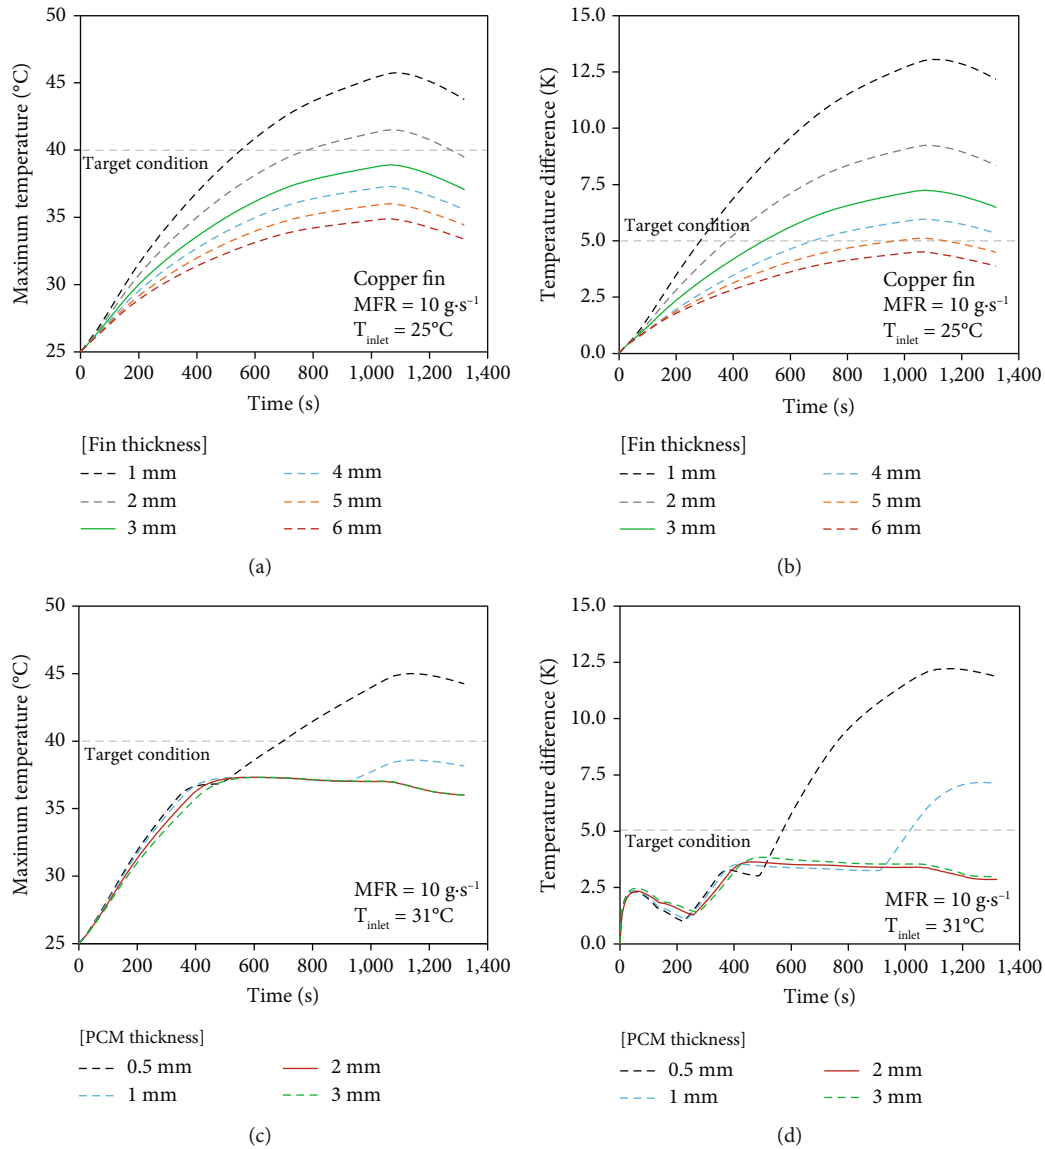 50
45
40
35
30
25
Maximum temperature (°C)
Target condition
Copper fin
MFR = 10 g·s⁻¹
T_inlet = 25°C
0 200 400 600 800 1,000 1,200 1,400
Time (s)
[Fin thickness]
1 mm 4 mm
2 mm 5 mm
3 mm 6 mm
(a)
15.0
12.5
10.0
7.5
5.0
2.5
0.0
Temperature difference (K)
Target condition
Copper fin
MFR = 10 g·s⁻¹
T_inlet = 25°C
0 200 400 600 800 1,000 1,200 1,400
Time (s)
[Fin thickness]
1 mm 4 mm
2 mm 5 mm
3 mm 6 mm
(b)
50
45
40
35
30
25
Maximum temperature (°C)
Target condition
MFR = 10 g·s⁻¹
T_inlet = 31°C
0 200 400 600 800 1,000 1,200 1,400
Time (s)
[PCM thickness]
0.5 mm 2 mm
1 mm 3 mm
(c)
15.0
12.5
10.0
7.5
5.0
2.5
0.0
Temperature difference (K)
Target condition
MFR = 10 g·s⁻¹
T_inlet = 31°C
0 200 400 600 800 1,000 1,200 1,400
Time (s)
[PCM thickness]
0.5 mm 2 mm
1 mm 3 mm
(d)